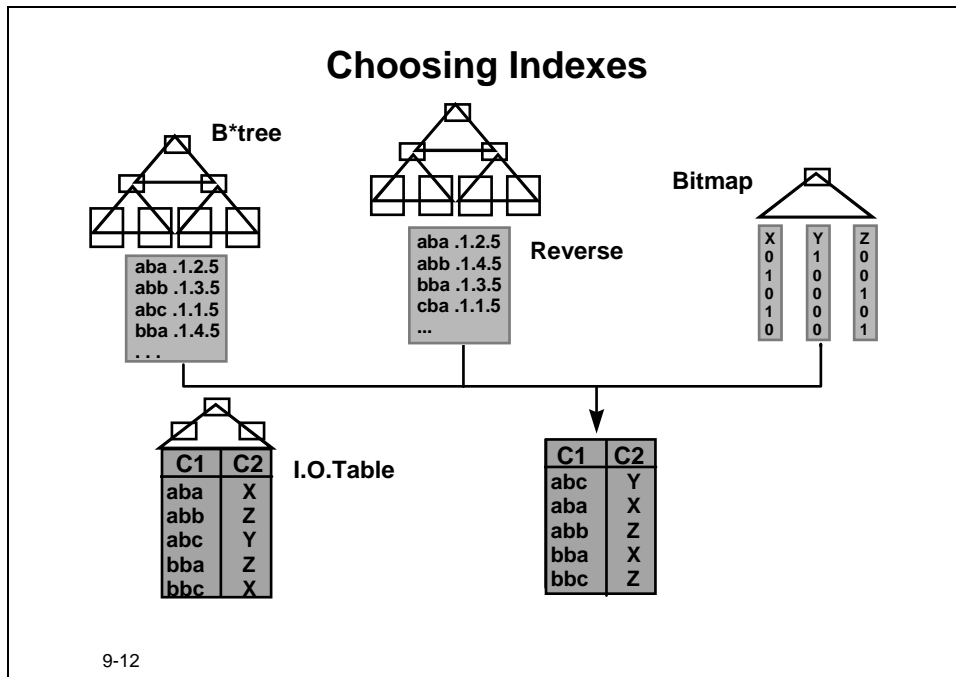 Choosing Indexes
B*tree
aba .1.2.5
abb .1.3.5
abc .1.1.5
bba .1.4.5
. . .
Reverse
aba .1.2.5
abb .1.4.5
bba .1.3.5
cba .1.1.5
...
Bitmap
X Y Z
0 1 0
1 0 0
0 0 1
1 0 0
0 0 1
I.O.Table
C1 C2
aba X
abb Z
abc Y
bba Z
bbc X
C1 C2
abc Y
aba X
abb Z
bba X
bbc Z
9-12